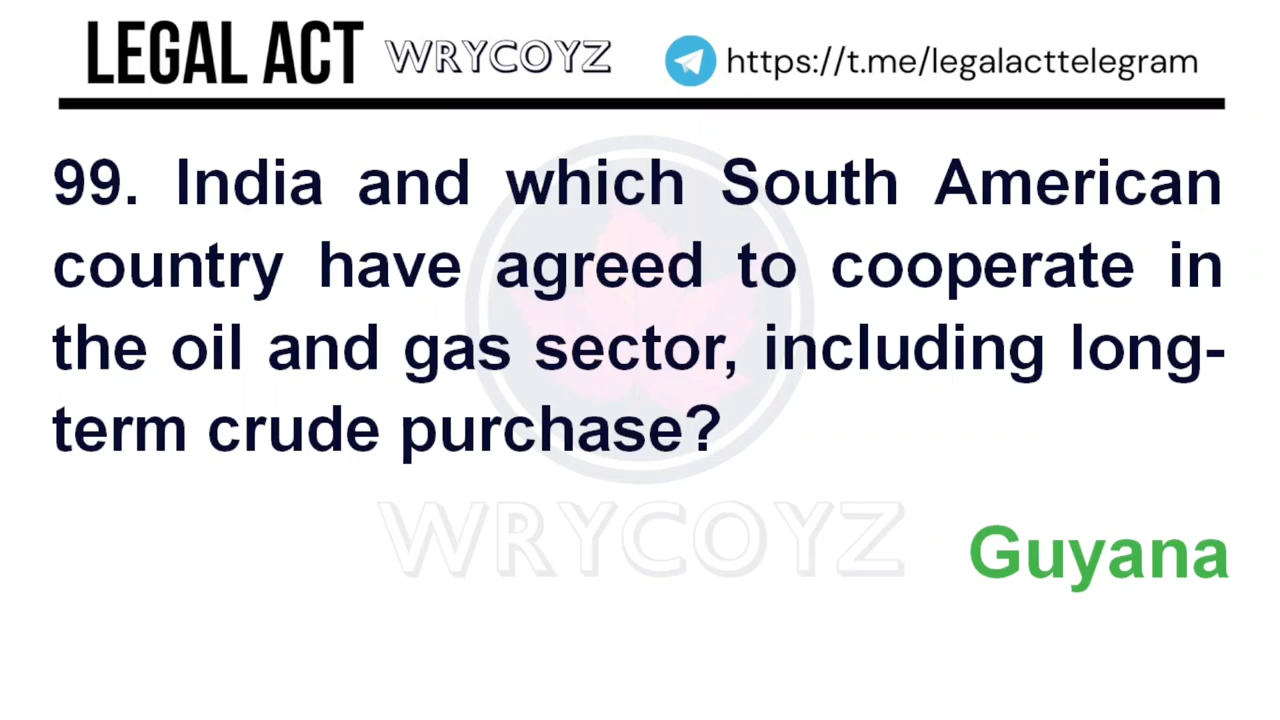 LEGAL ACT WRYCOYZ https://t.me/legalacttelegram
99. India and which South American
country have agreed to cooperate in
the oil and gas sector, including long-
term crude purchase?
WRYCOYZ
Guyana